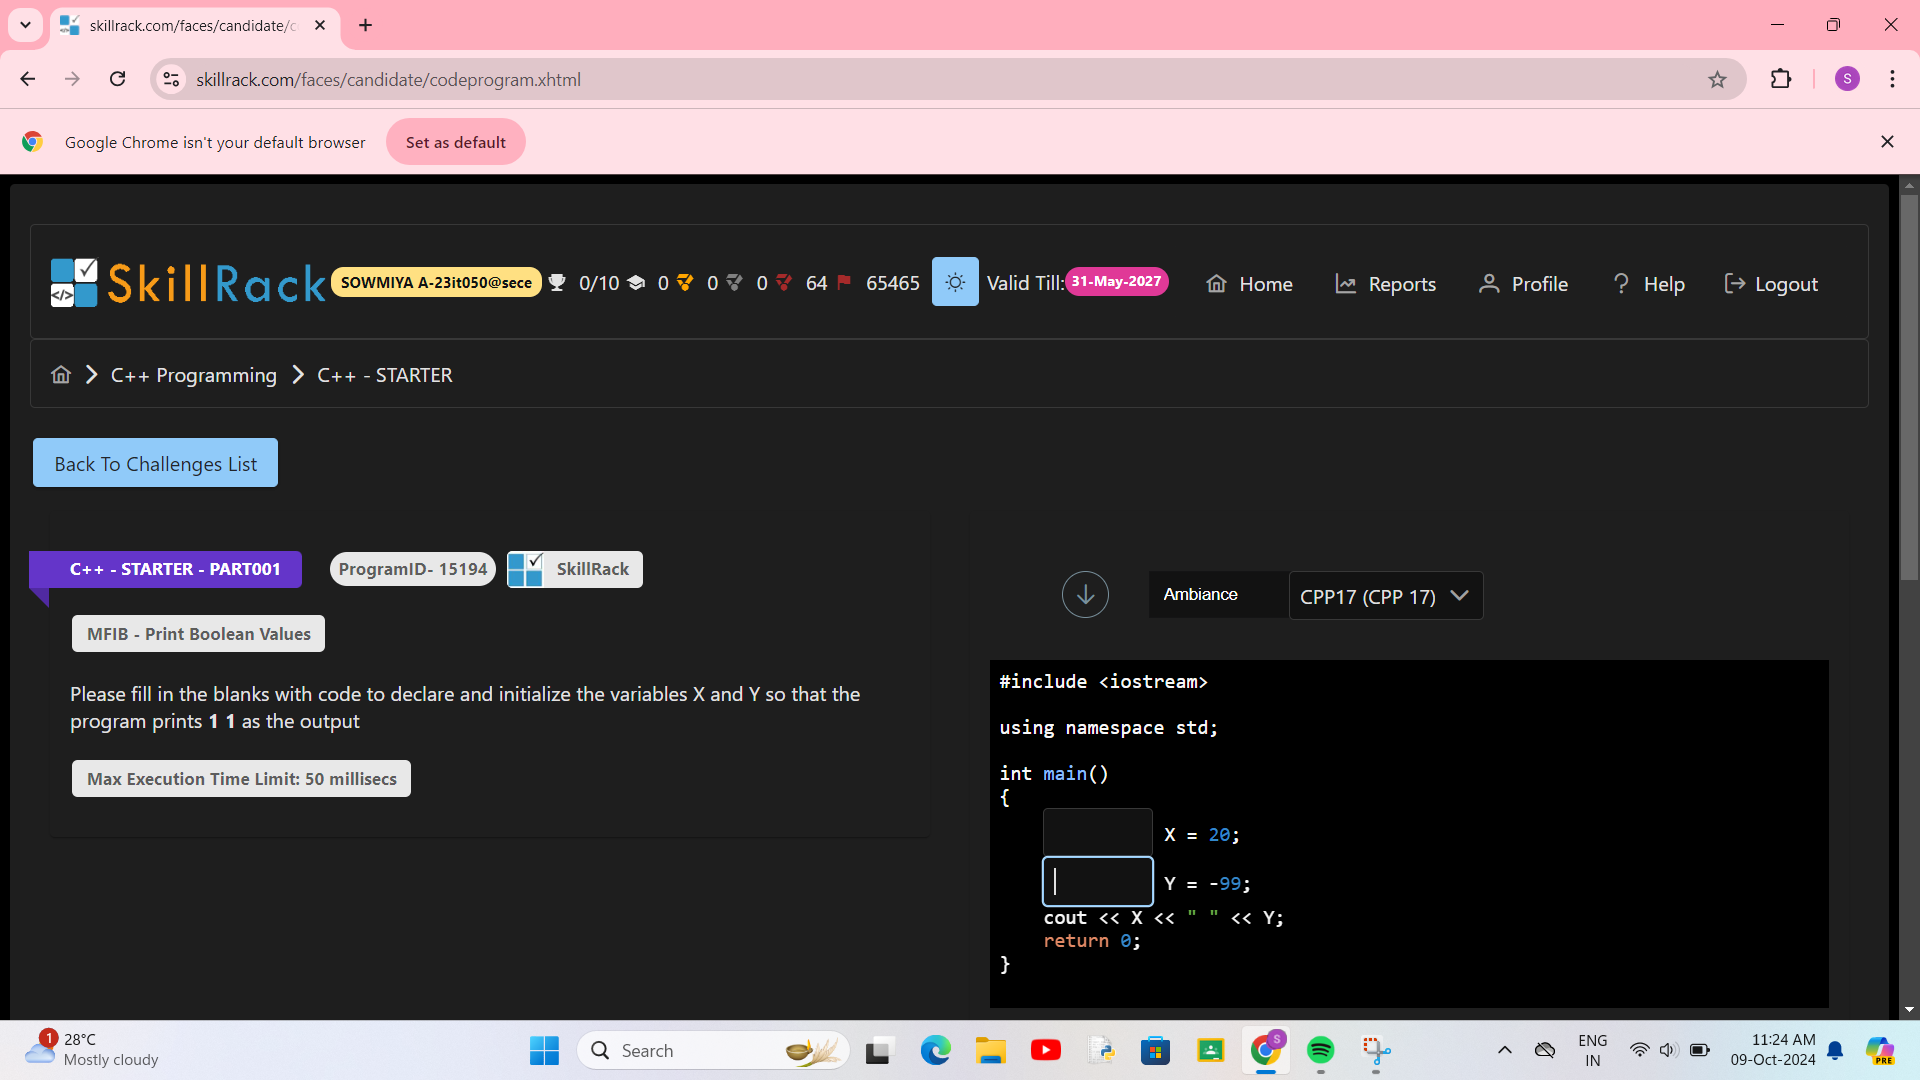 skillrack.com/faces/candidate/c
skillrack.com/faces/candidate/codeprogram.xhtml
S
Google Chrome isn't your default browser
Set as default
SkillRack
SOWMIYA A-23it050@sece
0/10
0
0
0
64
65465
Valid Till:
31-May-2027
Home
Reports
Profile
Help
Logout
C++ Programming
C++ - STARTER
Back To Challenges List
C++ - STARTER - PART001
ProgramID- 15194
SkillRack
Ambiance
CPP17 (CPP 17)
MFIB - Print Boolean Values
Please fill in the blanks with code to declare and initialize the variables X and Y so that the
program prints 1 1 as the output
Max Execution Time Limit: 50 millisecs
#include <iostream>
using namespace std;
int main()
{
X = 20;
Y = -99;
cout << X << " " << Y;
return 0;
}
1
28°C
Mostly cloudy
Search
S
ENG
IN
11:24 AM
09-Oct-2024
PRE